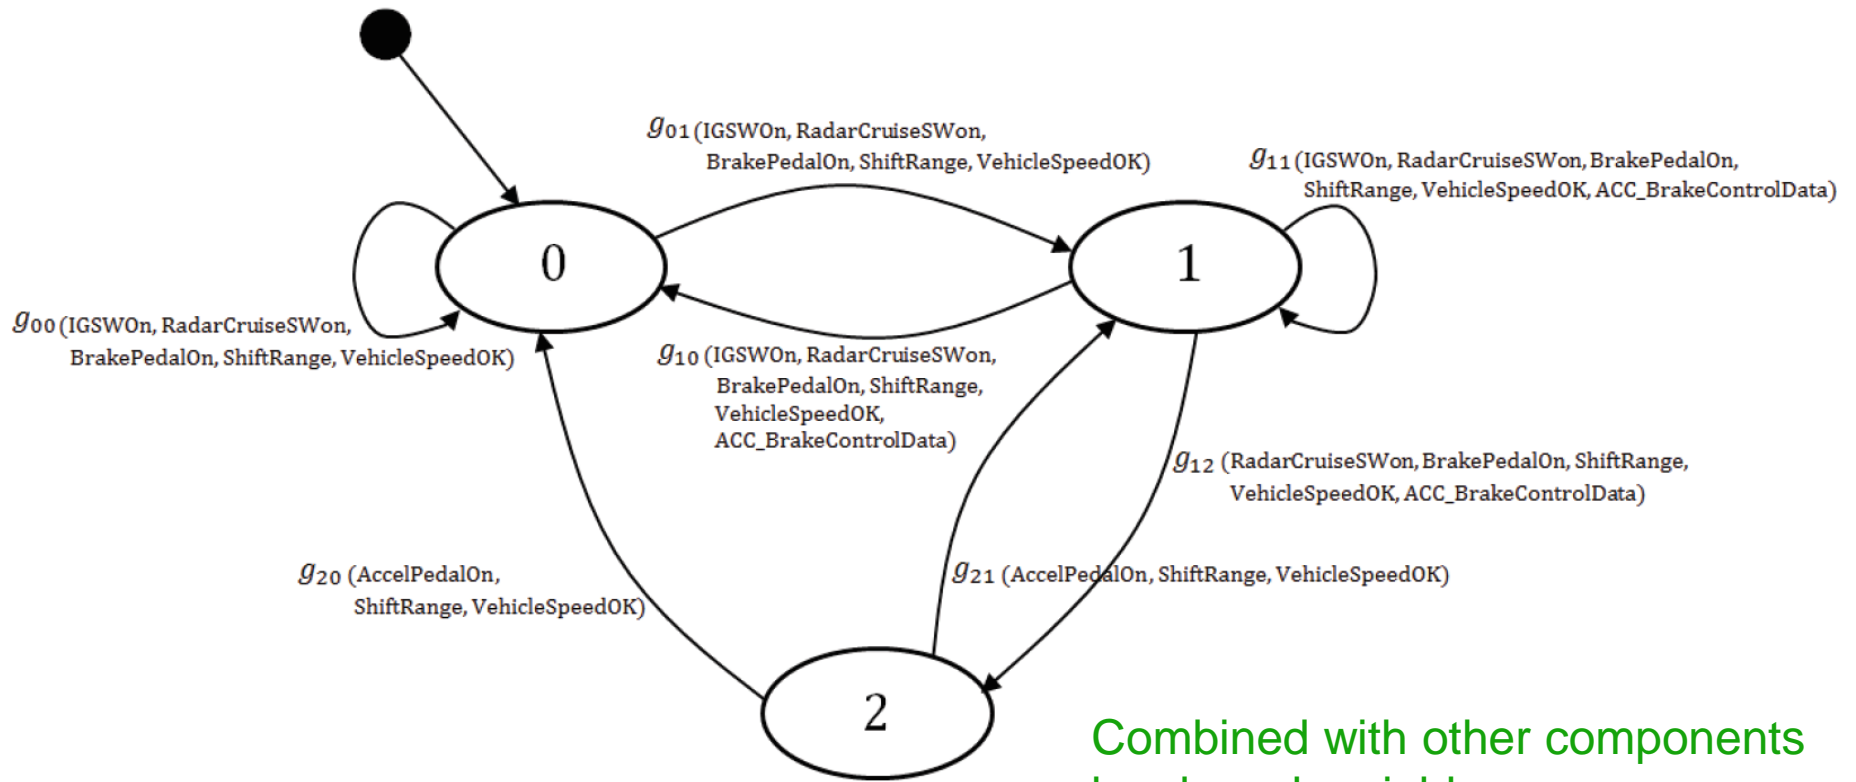 g01 (IGSWOn, RadarCruiseSWon,
BrakePedalOn, ShiftRange, VehicleSpeedOK)
g11 (IGSWOn, RadarCruiseSWon, BrakePedalOn,
ShiftRange, VehicleSpeedOK, ACC_BrakeControlData)
0
1
g00 (IGSWOn, RadarCruiseSWon,
BrakePedalOn, ShiftRange, VehicleSpeedOK)
g10 (IGSWOn, RadarCruiseSWon,
BrakePedalOn, ShiftRange,
VehicleSpeedOK,
ACC_BrakeControlData)
g12 (RadarCruiseSWon, BrakePedalOn, ShiftRange,
VehicleSpeedOK, ACC_BrakeControlData)
g20 (AccelPedalOn,
ShiftRange, VehicleSpeedOK)
g21 (AccelPedalOn, ShiftRange, VehicleSpeedOK)
2
Combined with other components